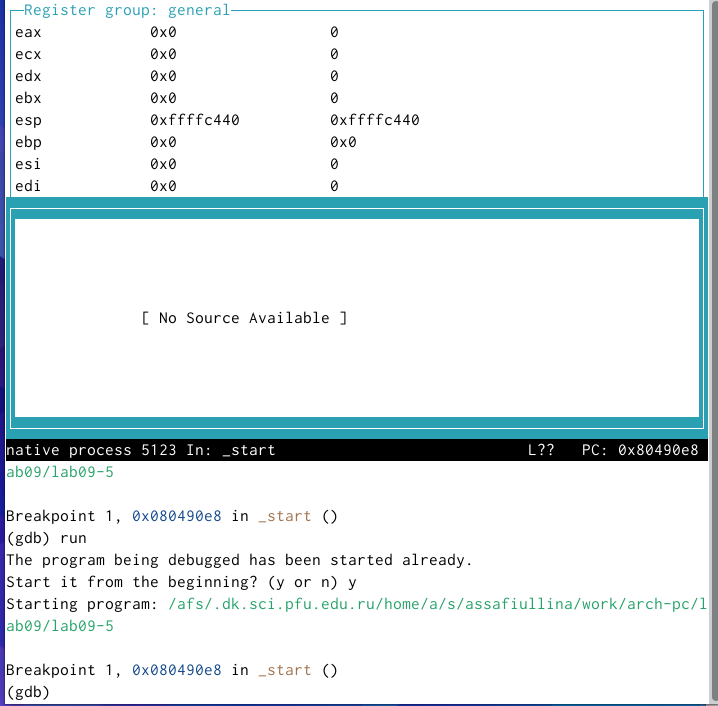 Register group: general
eax 0x0 0
ecx 0x0 0
edx 0x0 0
ebx 0x0 0
esp 0xffffc440 0xffffc440
ebp 0x0 0x0
esi 0x0 0
edi 0x0 0
[ No Source Available ]
native process 5123 In: _start L?? PC: 0x80490e8
ab09/lab09-5
Breakpoint 1, 0x080490e8 in _start ()
(gdb) run
The program being debugged has been started already.
Start it from the beginning? (y or n) y
Starting program: /afs/.dk.sci.pfu.edu.ru/home/a/s/assafiullina/work/arch-pc/l
ab09/lab09-5
Breakpoint 1, 0x080490e8 in _start ()
(gdb)